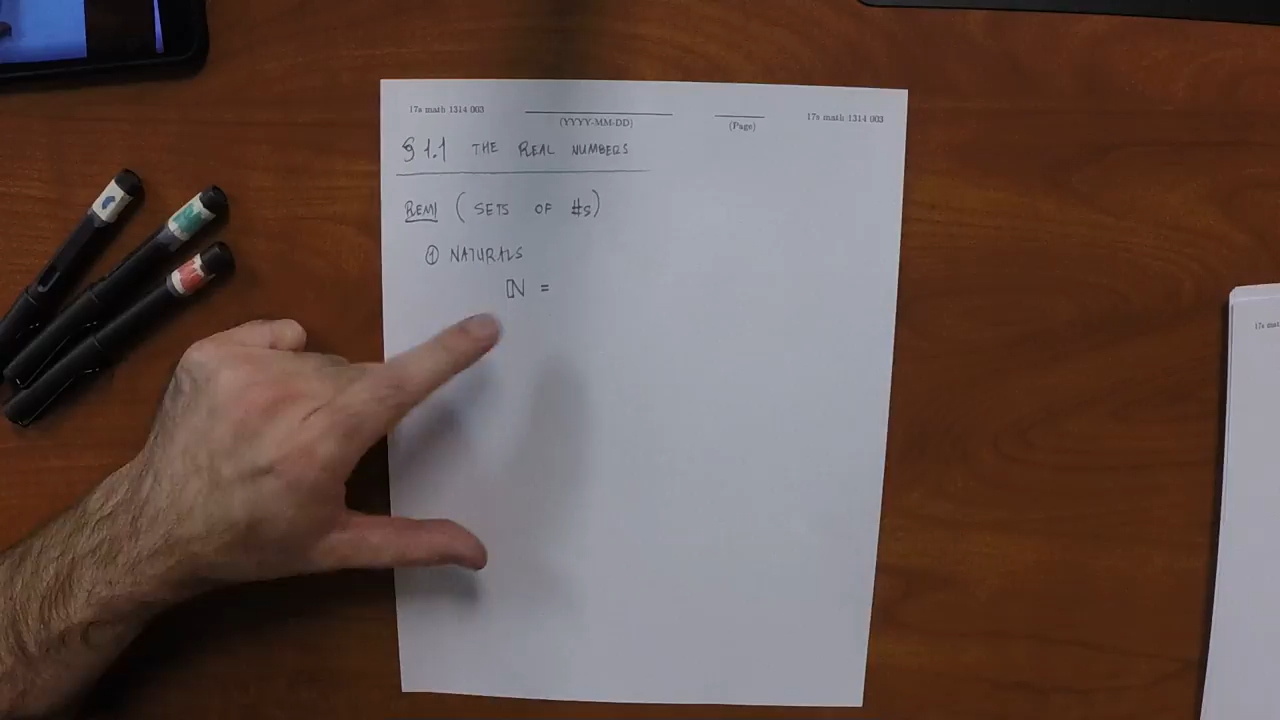 17s math 1314 003 (YYYY-MM-DD) (Page) 17s math 1314 003
§ 1.1 THE REAL NUMBERS
REM (SETS OF #s)
① NATURALS
ℕ =